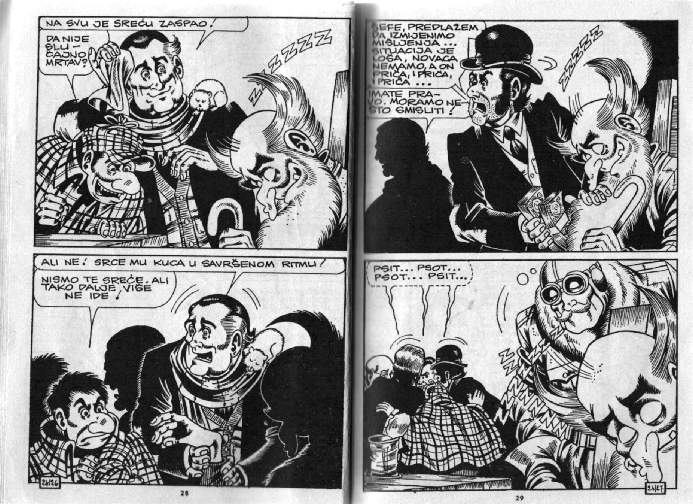 NA SVU JE SREĆU ZASPAO!
DA NIJE
SLU-
ČAJNO
MRTAV?
ZZZZZ
ŠEFE, PREDLAŽEM
DA IZMIJENIMO
MIŠLJENJA...
SITUACIJA JE
LOŠA, NOVACA
NEMAMO, A ON
PRIČA, I PRIČA,
I PRIČA...
IMATE PRA-
VO. MORAMO NE-
ŠTO SMISLITI!
ZZZZZ
ALI NE! SRCE MU KUCA U SAVRŠENOM RITMU!
NISMO TE SREĆE. ALI
TAKO DALJE VIŠE
NE IDE!
28
PSIT... PSOT...
PSOT... PSIT...
29